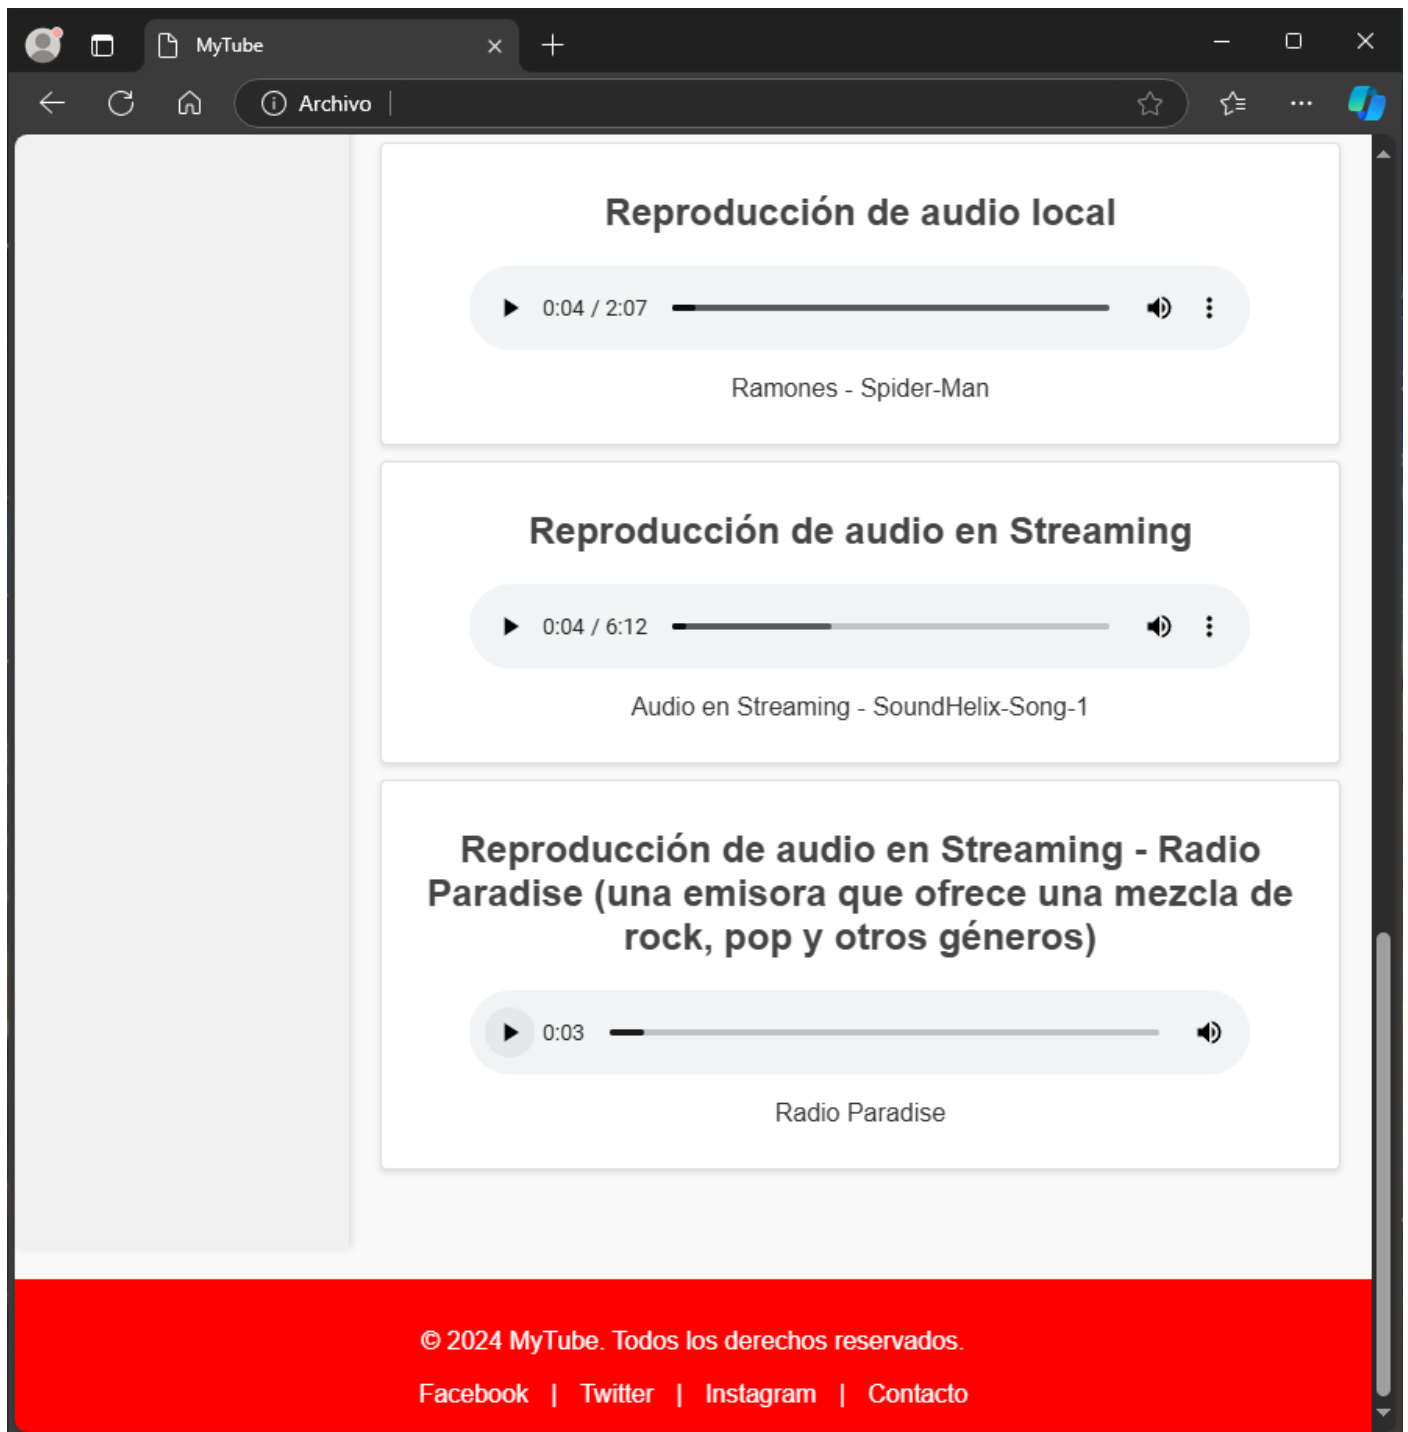 MyTube
Archivo
Reproducción de audio local
0:04 / 2:07
Ramones - Spider-Man
Reproducción de audio en Streaming
0:04 / 6:12
Audio en Streaming - SoundHelix-Song-1
Reproducción de audio en Streaming - Radio
Paradise (una emisora que ofrece una mezcla de
rock, pop y otros géneros)
0:03
Radio Paradise
© 2024 MyTube. Todos los derechos reservados.
Facebook | Twitter | Instagram | Contacto